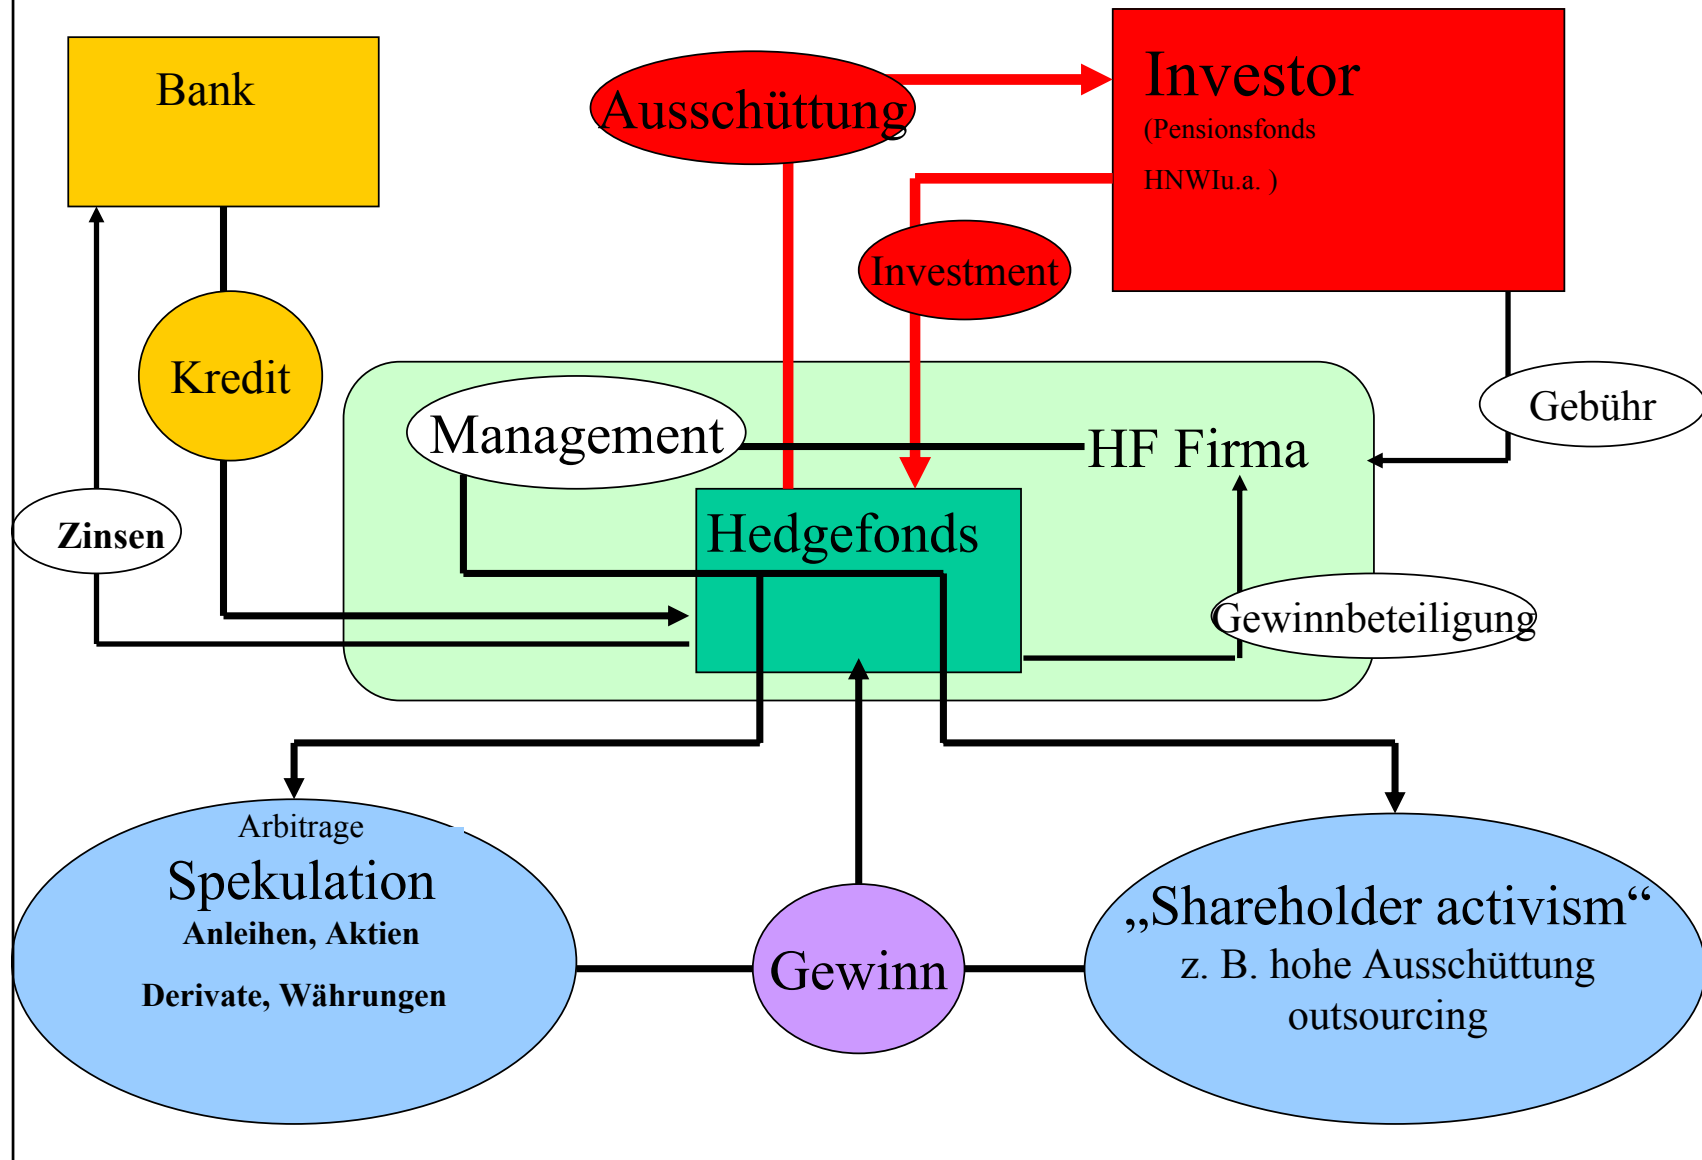 Bank
Ausschüttung
Investor
(Pensionsfonds
HNWIu.a. )
Investment
Kredit
Gebühr
Management
HF Firma
Zinsen
Hedgefonds
Gewinnbeteiligung
Arbitrage
Spekulation
Anleihen, Aktien
Derivate, Währungen
Gewinn
„Shareholder activism“
z. B. hohe Ausschüttung
outsourcing